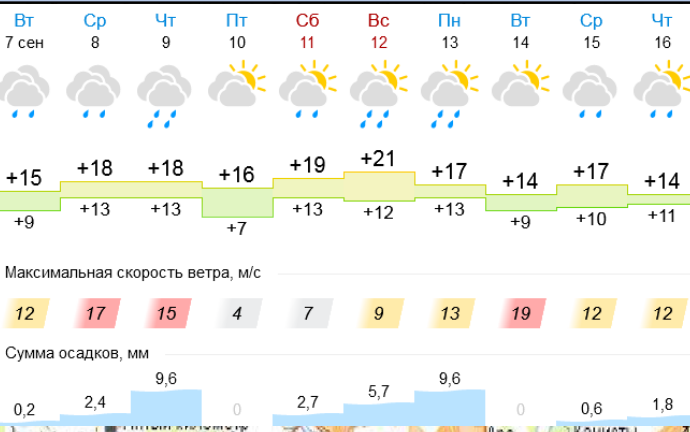 Вт Ср Чт Пт Сб Вс Пн Вт Ср Чт
7 сен 8 9 10 11 12 13 14 15 16
+15 +18 +18 +16 +19 +21 +17 +14 +17 +14
+9 +13 +13 +7 +13 +12 +13 +9 +10 +11
Максимальная скорость ветра, м/с
12 17 15 4 7 9 13 19 12 12
Сумма осадков, мм
0,2 2,4 9,6 0 2,7 5,7 9,6 0 0,6 1,8